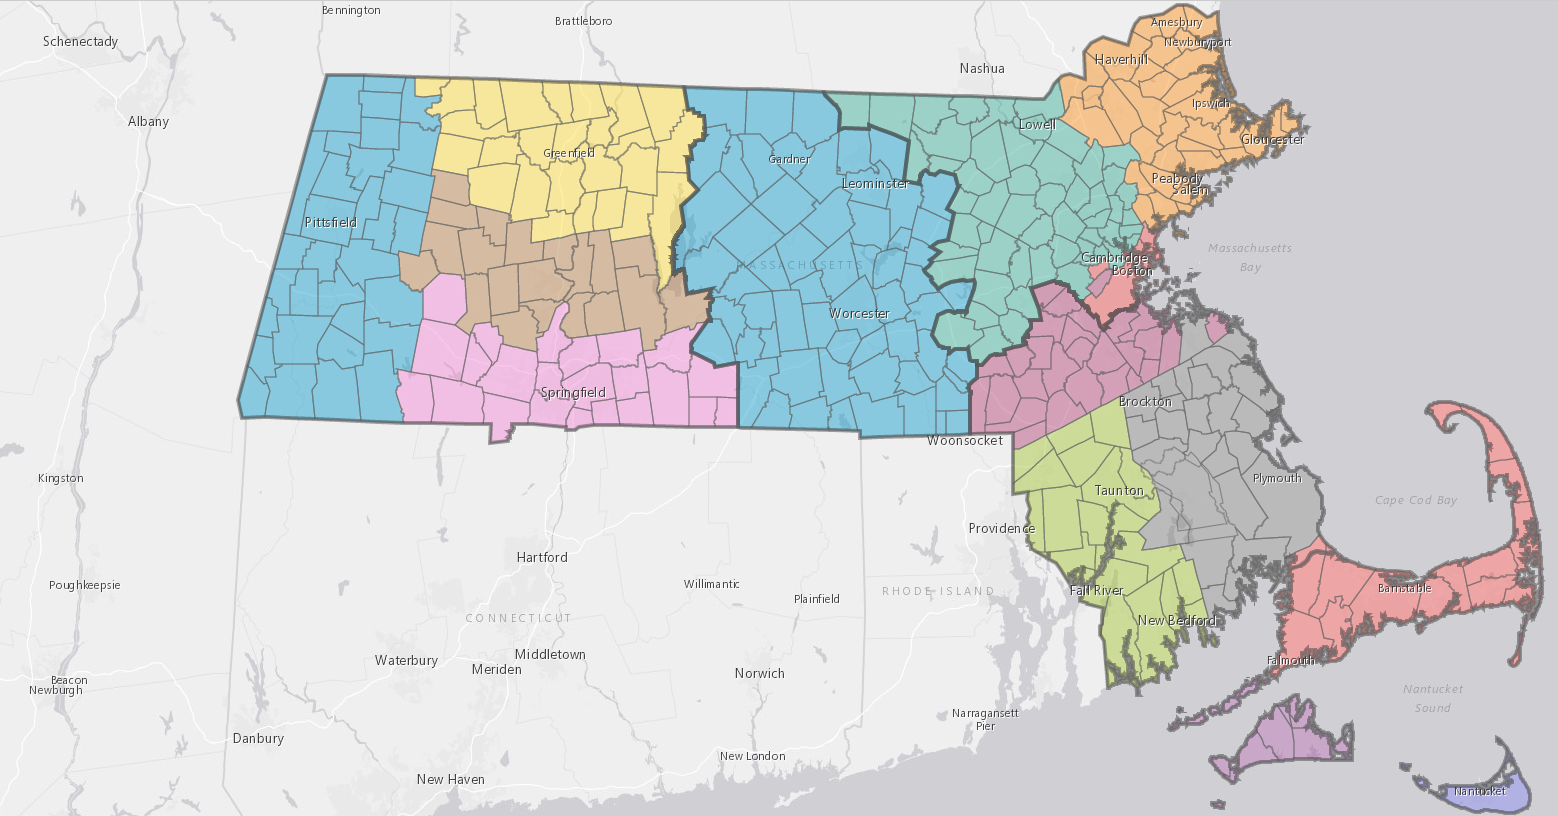 Bennington
Brattleboro
Amesbury
Schenectady
Newburyport
Haverhill
Nashua
Ipswich
Albany
Lowell
Gloucester
Greenfield
Gardner
Leominster
Peabody
Salem
Pittsfield
Massachusetts
Bay
Cambridge
MASSACHUSETTS
Boston
Worcester
Springfield
Brockton
Woonsocket
Kingston
Plymouth
Taunton
Cape Cod Bay
Providence
Hartford
Poughkeepsie
Willimantic
Barnstable
Fall River
RHODE ISLAND
Plainfield
CONNECTICUT
New Bedford
Waterbury
Middletown
Falmouth
Meriden
Norwich
Beacon
Newburgh
Nantucket
Sound
Narragansett
Pier
Danbury
New London
New Haven
Nantucket